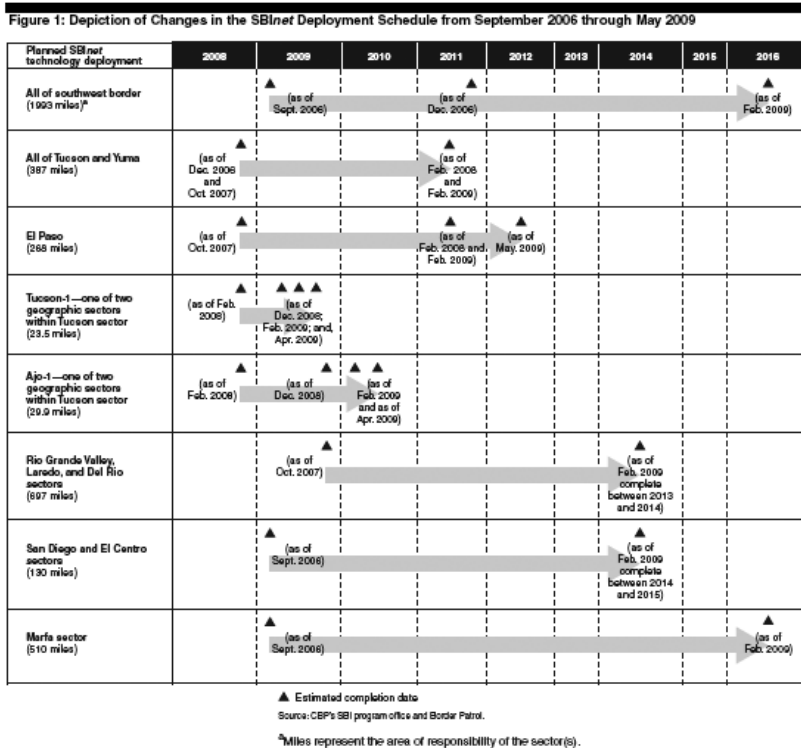 Figure 1: Depiction of Changes in the SBInet Deployment Schedule from September 2006 through May 2009
Planned SBInet
technology deployment
2008 2009 2010 2011 2012 2013 2014 2015 2016
All of southwest border
(1993 miles)a
(as of
Sept. 2006)
(as of
Dec. 2006)
(as of
Feb. 2009)
All of Tucson and Yuma
(387 miles)
(as of
Dec. 2006
and
Oct. 2007)
(as of
Feb. 2008
and
Feb. 2009)
El Paso
(268 miles)
(as of
Oct. 2007)
(as of
Feb. 2008 and
Feb. 2009)
(as of
May. 2009)
Tucson-1—one of two
geographic sectors
within Tucson sector
(23.5 miles)
(as of Feb.
2008)
(as of
Dec. 2008;
Feb. 2009; and,
Apr. 2009)
Ajo-1—one of two
geographic sectors
within Tucson sector
(29.9 miles)
(as of
Feb. 2008)
(as of
Dec. 2008)
(as of
Feb. 2009
and as of
Apr. 2009)
Rio Grande Valley,
Laredo, and Del Rio
sectors
(697 miles)
(as of
Oct. 2007)
(as of
Feb. 2009
complete
between 2013
and 2014)
San Diego and El Centro
sectors
(130 miles)
(as of
Sept. 2006)
(as of
Feb. 2009
complete
between 2014
and 2015)
Marfa sector
(510 miles)
(as of
Sept. 2006)
(as of
Feb. 2009)
▲ Estimated completion date
Source: CBP's SBI program office and Border Patrol.
aMiles represent the area of responsibility of the sector(s).